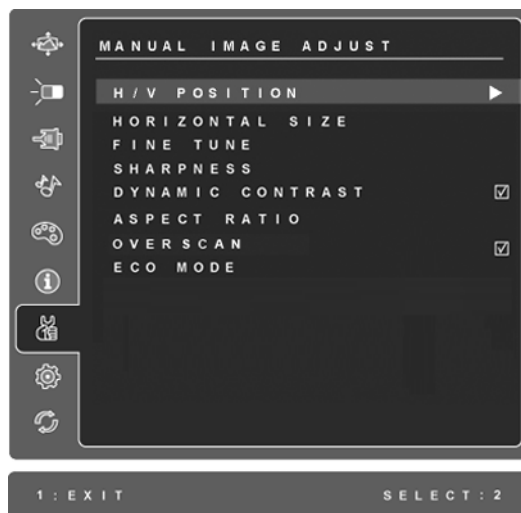 MANUAL IMAGE ADJUST
H/V POSITION
HORIZONTAL SIZE
FINE TUNE
SHARPNESS
DYNAMIC CONTRAST
ASPECT RATIO
OVERSCAN
ECO MODE
1:EXIT SELECT:2